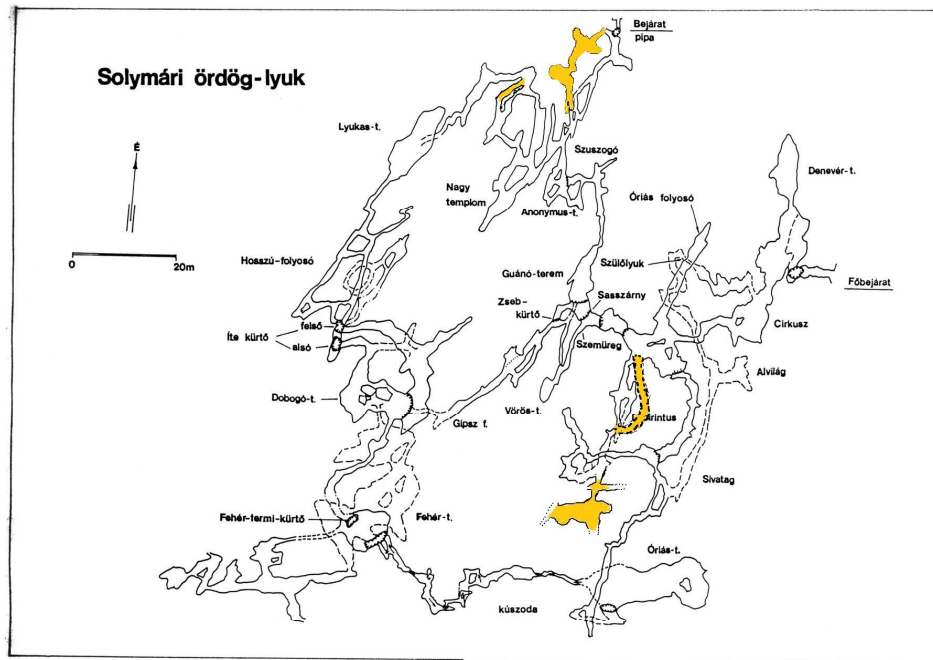 Bejárat
pipa
Solymári ördög-lyuk
Lyukas-t.
É
Szuszogó
Denevér-t.
Nagy
templom
Anonymus-t.
Óriás folyosó
0
20m
Hosszú-folyosó
Guánó-terem
Szülőlyuk
Főbejárat
Zseb-
kürtő
Sasszárny
felső
Íte kürtő
alsó
Szemüreg
Cirkusz
Alvilág
Dobogó-t.
Gipsz f.
Vörös-t.
Sivatag
Fehér-termi-kürtő
Fehér-t.
Óriás-t.
kúszoda